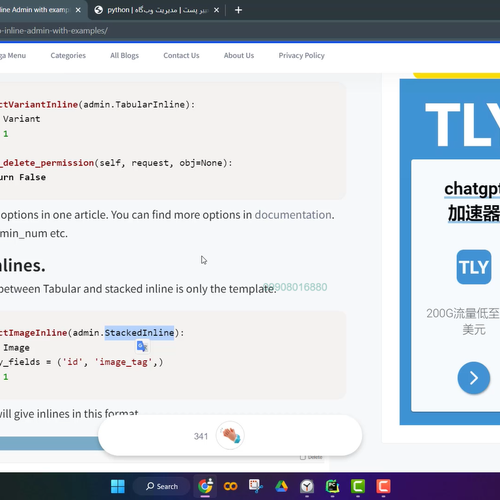 nline Admin with example
python | مدیریت وب‌گاه | میر پست
-inline-admin-with-examples/
ga Menu
Categories
All Blogs
Contact Us
About Us
Privacy Policy
ctVariantInline(admin.TabularInline):
Variant
1
_delete_permission(self, request, obj=None):
urn False
options in one article. You can find more options in documentation.
min_num etc.
nlines.
between Tabular and stacked inline is only the template.
09908016880
ctImageInline(admin.StackedInline):
Image
y_fields = ('id', 'image_tag',)
1
will give inlines in this format
341
TLY
chatgpt
加速器
TLY
200G流量低至
美元
Search